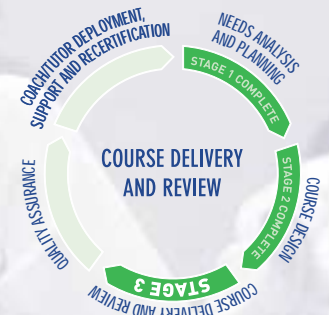 COACH/TUTOR DEPLOYMENT,
SUPPORT AND RECERTIFICATION
NEEDS ANALYSIS
AND PLANNING
STAGE 1 COMPLETE
COURSE DELIVERY
AND REVIEW
STAGE 2 COMPLETE
COURSE DESIGN
QUALITY ASSURANCE
STAGE 3
COURSE DELIVERY AND REVIEW